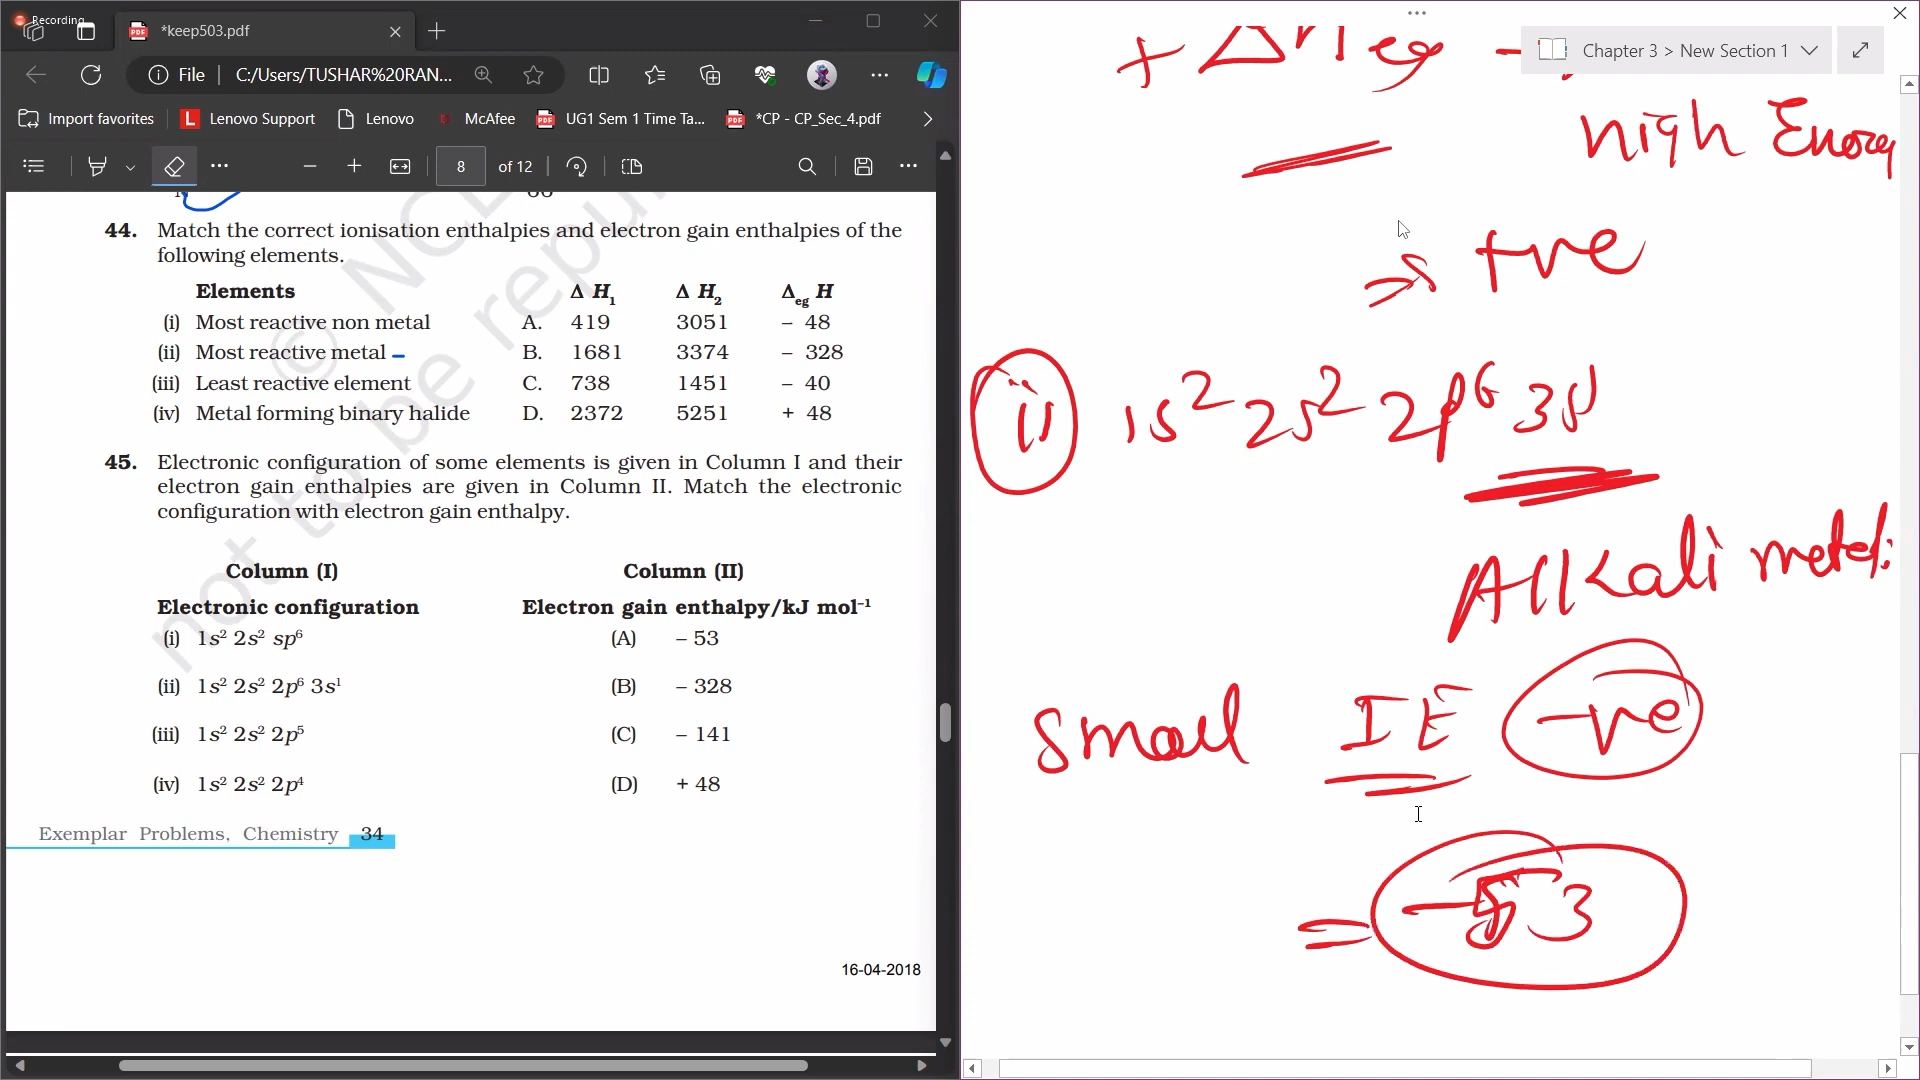 Recording
*keep503.pdf
File C:/Users/TUSHAR%20RAN...
Import favorites Lenovo Support Lenovo McAfee UG1 Sem 1 Time Ta... *CP - CP_Sec_4.pdf
8 of 12
44. Match the correct ionisation enthalpies and electron gain enthalpies of the
following elements.
Elements Δ H₁ Δ H₂ Δeg H
(i) Most reactive non metal A. 419 3051 – 48
(ii) Most reactive metal B. 1681 3374 – 328
(iii) Least reactive element C. 738 1451 – 40
(iv) Metal forming binary halide D. 2372 5251 + 48
45. Electronic configuration of some elements is given in Column I and their
electron gain enthalpies are given in Column II. Match the electronic
configuration with electron gain enthalpy.
Column (I) Column (II)
Electronic configuration Electron gain enthalpy/kJ mol⁻¹
(i) 1s² 2s² sp⁶ (A) – 53
(ii) 1s² 2s² 2p⁶ 3s¹ (B) – 328
(iii) 1s² 2s² 2p⁵ (C) – 141
(iv) 1s² 2s² 2p⁴ (D) + 48
Exemplar Problems, Chemistry 34
16-04-2018
not to be
Chapter 3 > New Section 1
+ ΔHeg
high Energy
+ve
ii 1s² 2s² 2p⁶ 3s¹
Alkali metal
Small IE -ve
= -53